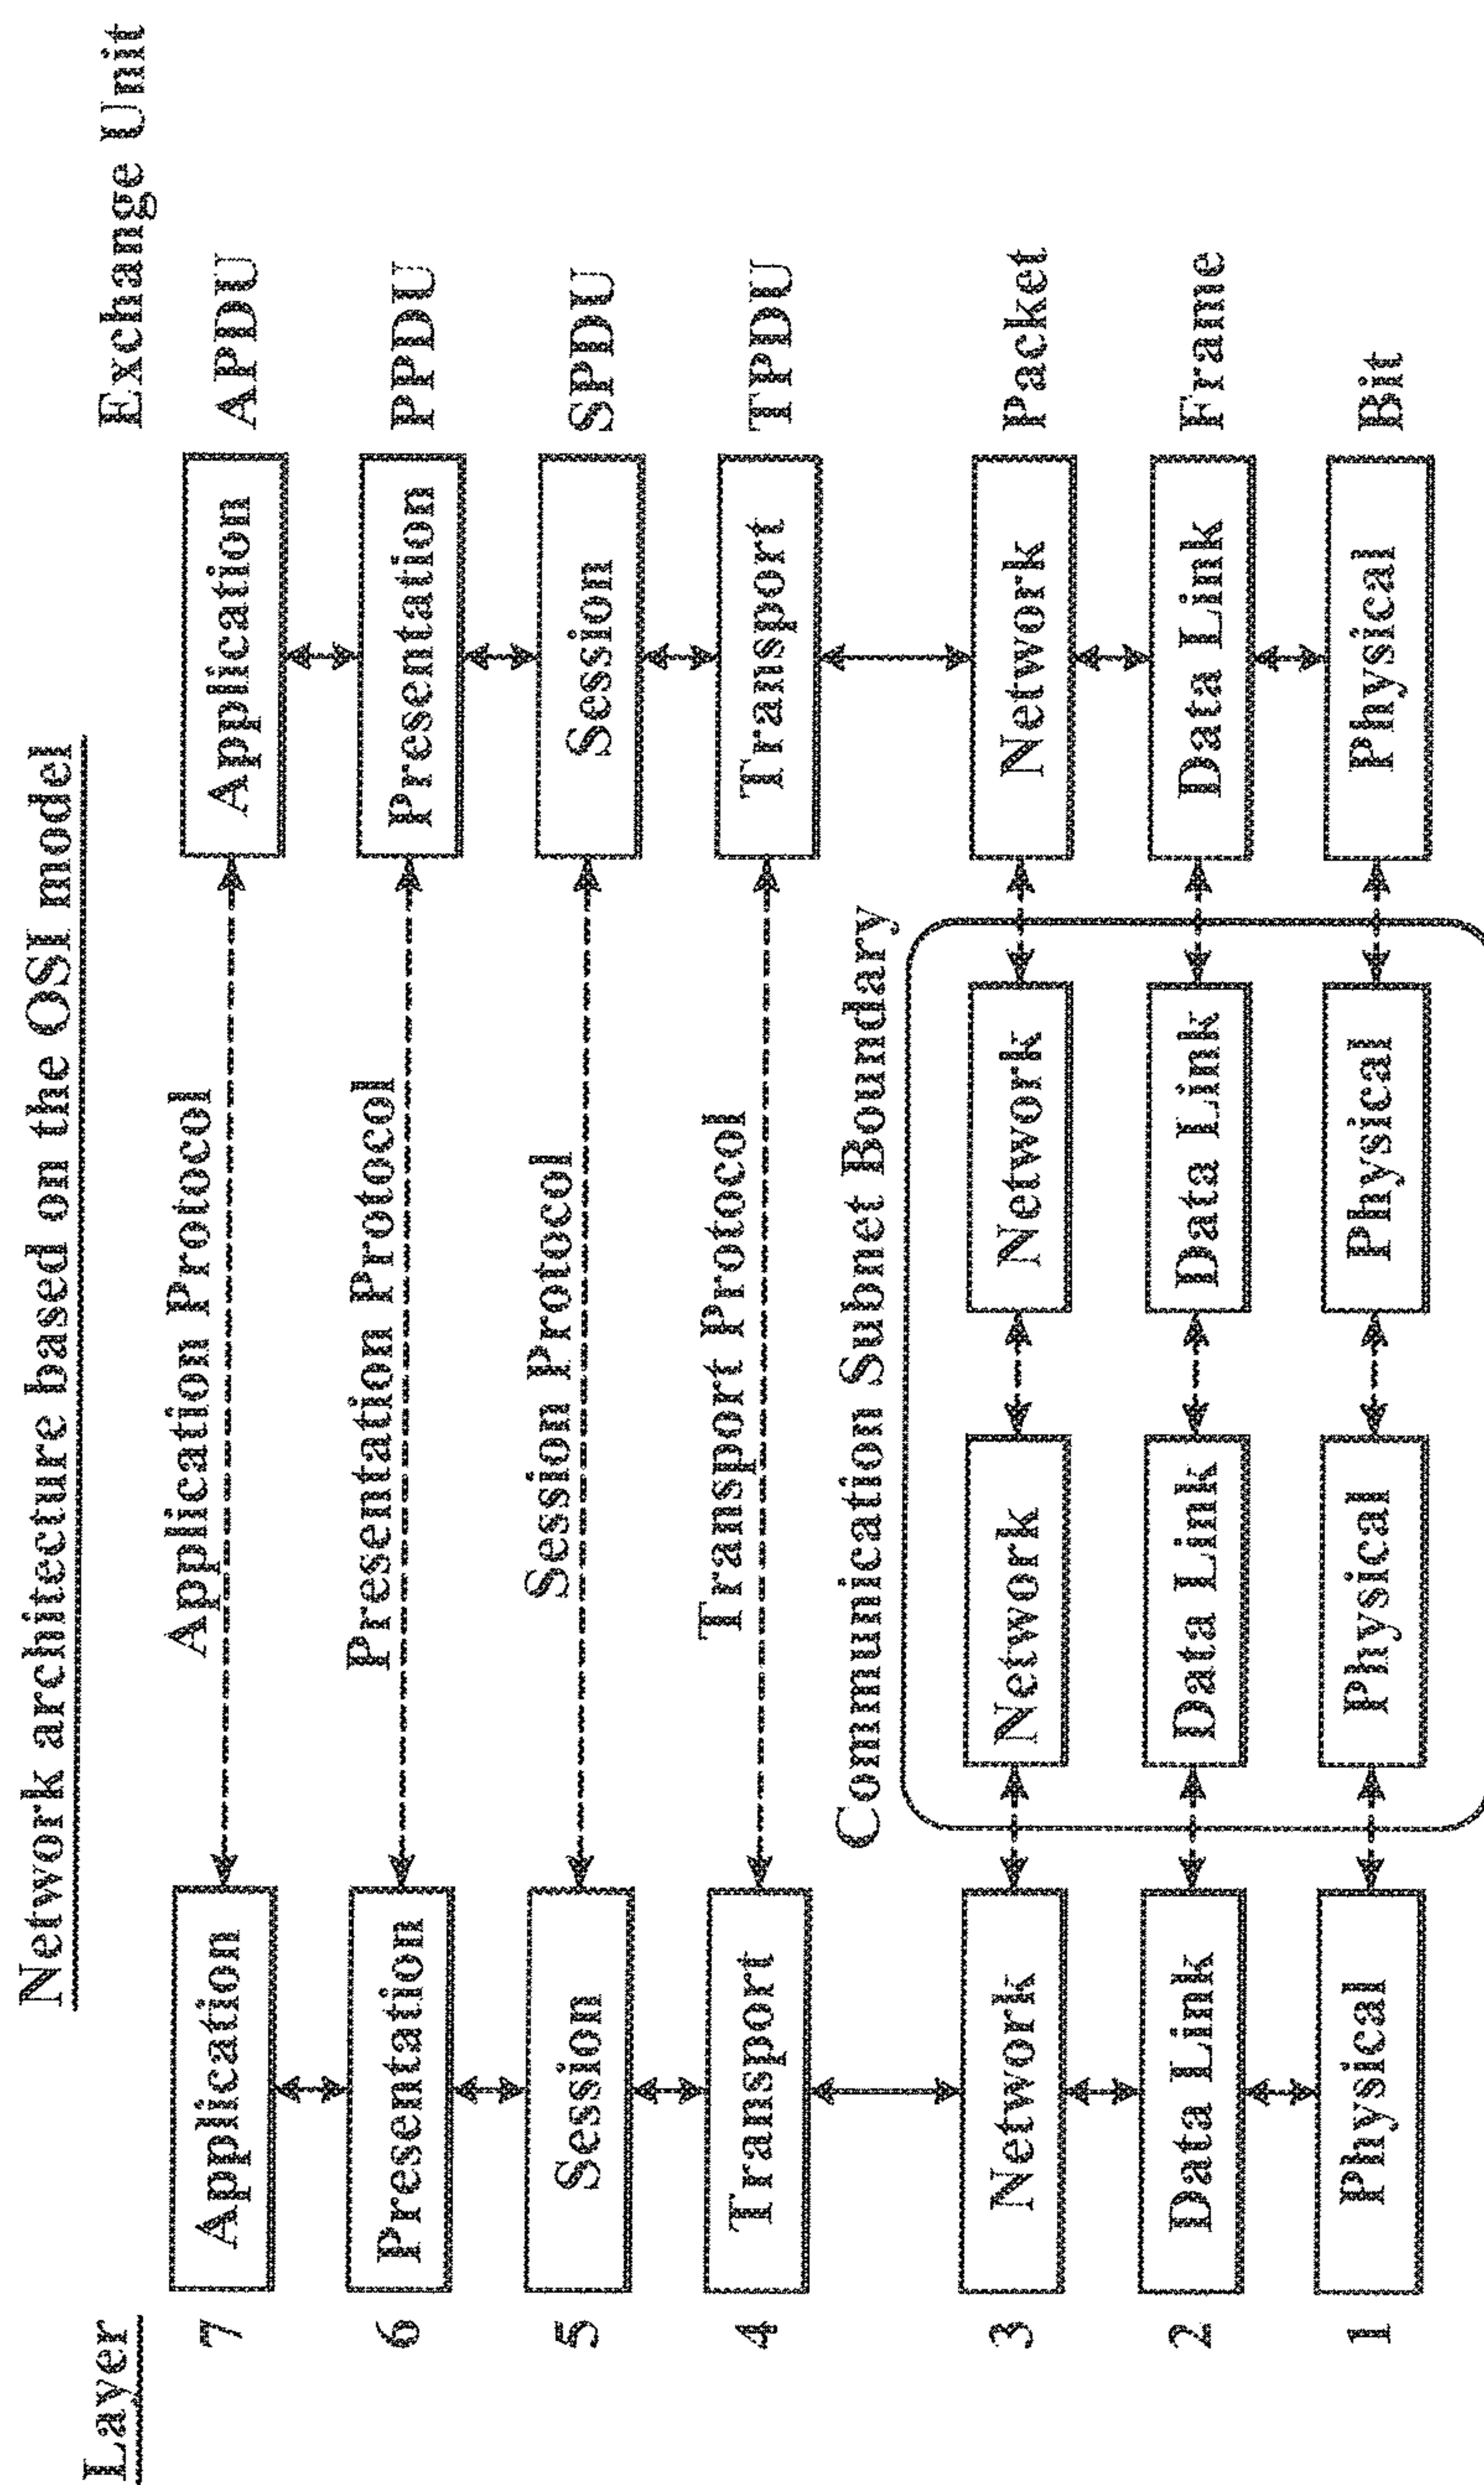 Network architecture based on the OSI model
Layer
Exchange Unit
7
Application
Application Protocol
Application
APDU
6
Presentation
Presentation Protocol
Presentation
PPDU
5
Session
Session Protocol
Session
SPDU
4
Transport
Transport Protocol
Transport
TPDU
Communication Subnet Boundary
3
Network
Network
Network
Network
Packet
2
Data Link
Data Link
Data Link
Data Link
Frame
1
Physical
Physical
Physical
Physical
Bit